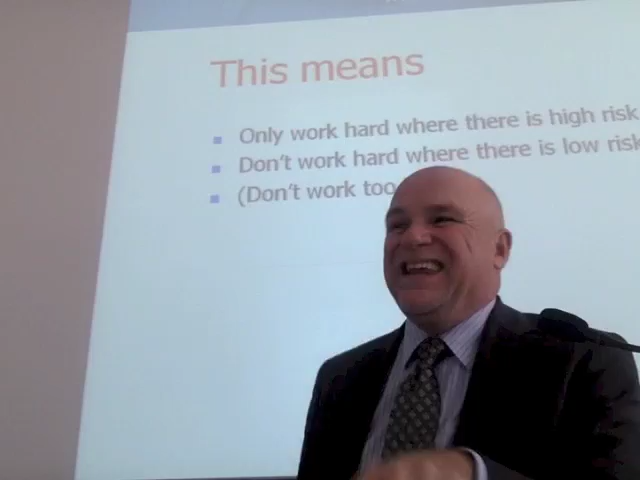 This means
Only work hard where there is high risk
Don't work hard where there is low risk
(Don't work too